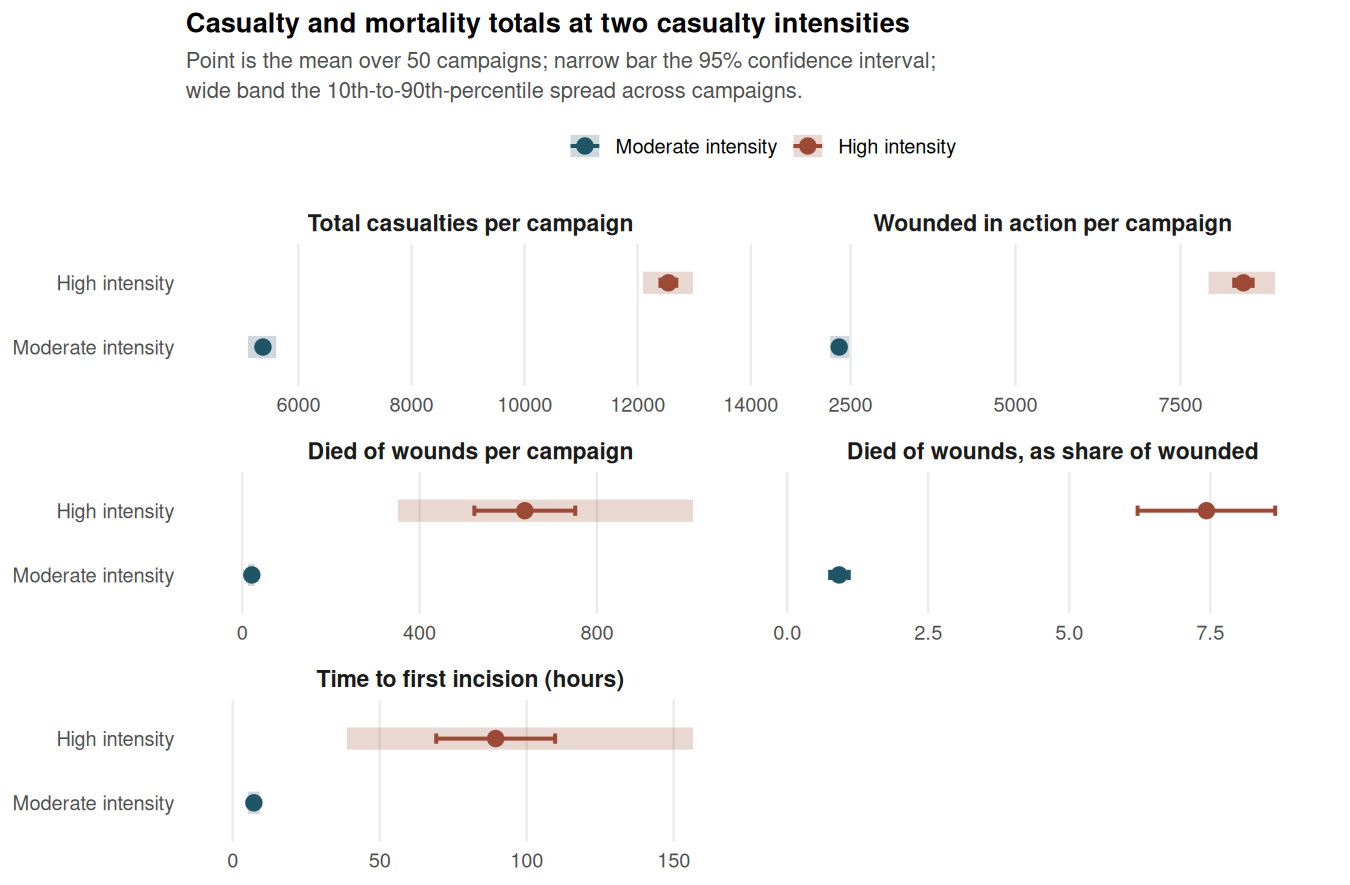 Casualty and mortality totals at two casualty intensities
Point is the mean over 50 campaigns; narrow bar the 95% confidence interval;
wide band the 10th-to-90th-percentile spread across campaigns.
Moderate intensity High intensity
Total casualties per campaign
High intensity
Moderate intensity
6000 8000 10000 12000 14000
Wounded in action per campaign
2500 5000 7500
Died of wounds per campaign
High intensity
Moderate intensity
0 400 800
Died of wounds, as share of wounded
0.0 2.5 5.0 7.5
Time to first incision (hours)
High intensity
Moderate intensity
0 50 100 150